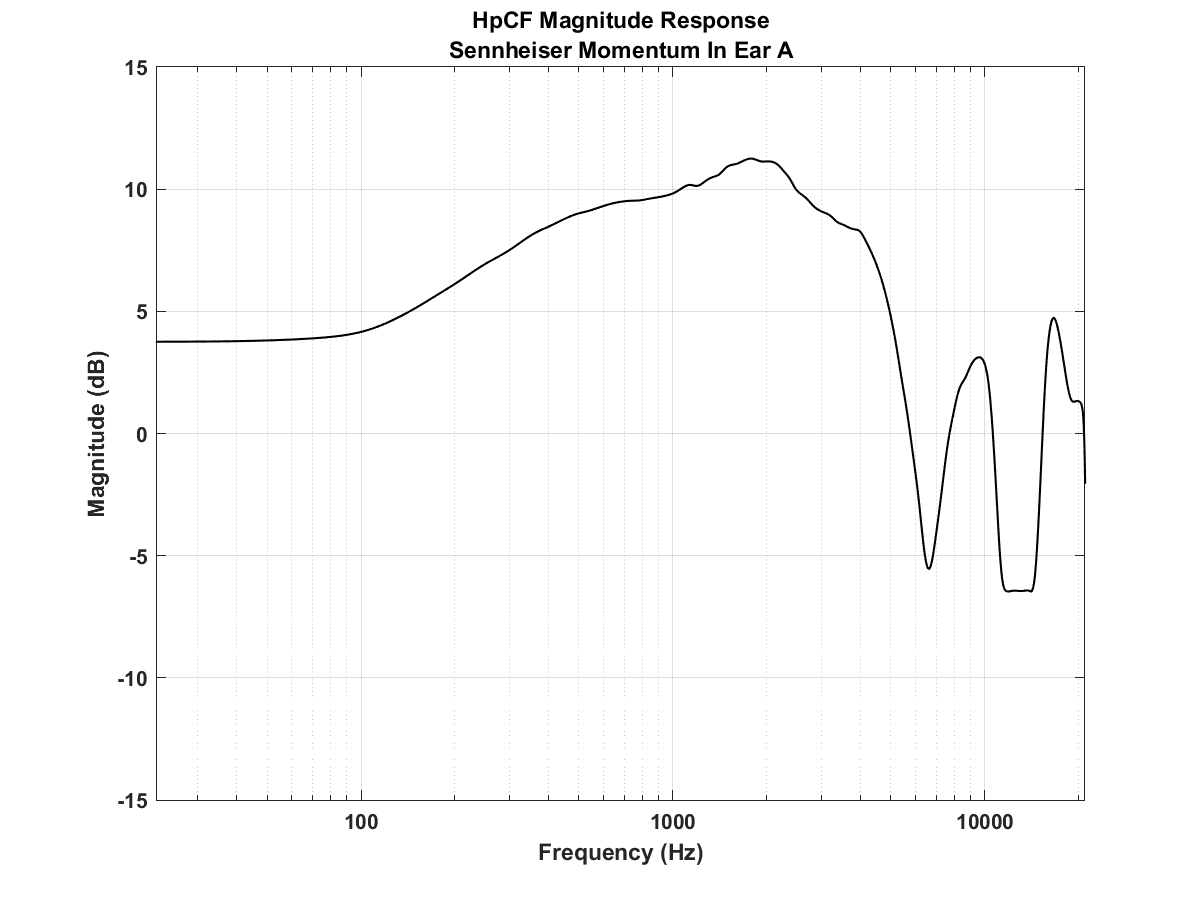 HpCF Magnitude Response
Sennheiser Momentum In Ear A
15
10
5
0
-5
-10
-15
Magnitude (dB)
100
1000
10000
Frequency (Hz)